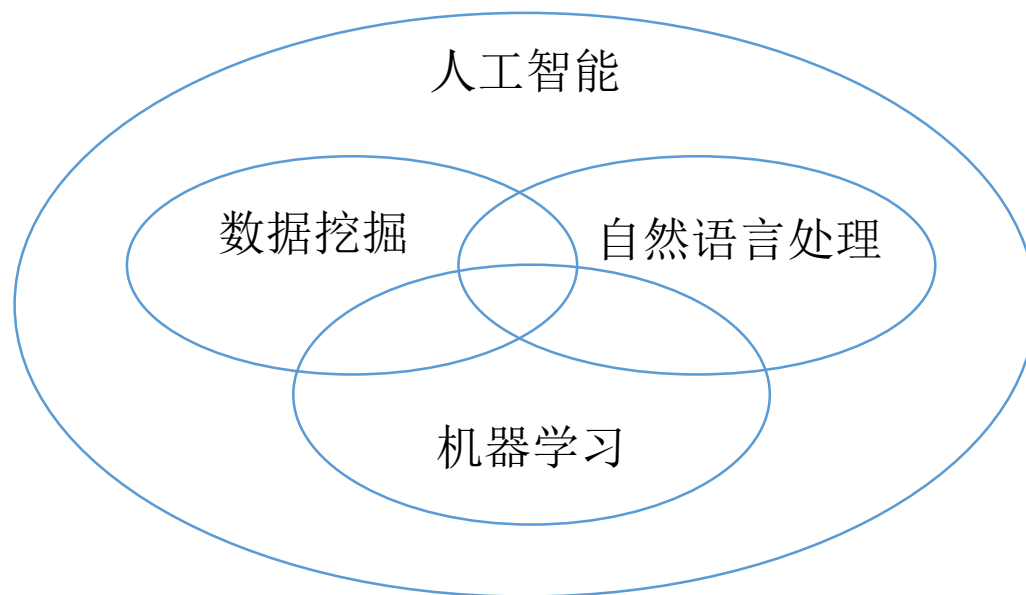 人工智能
数据挖掘
自然语言处理
机器学习